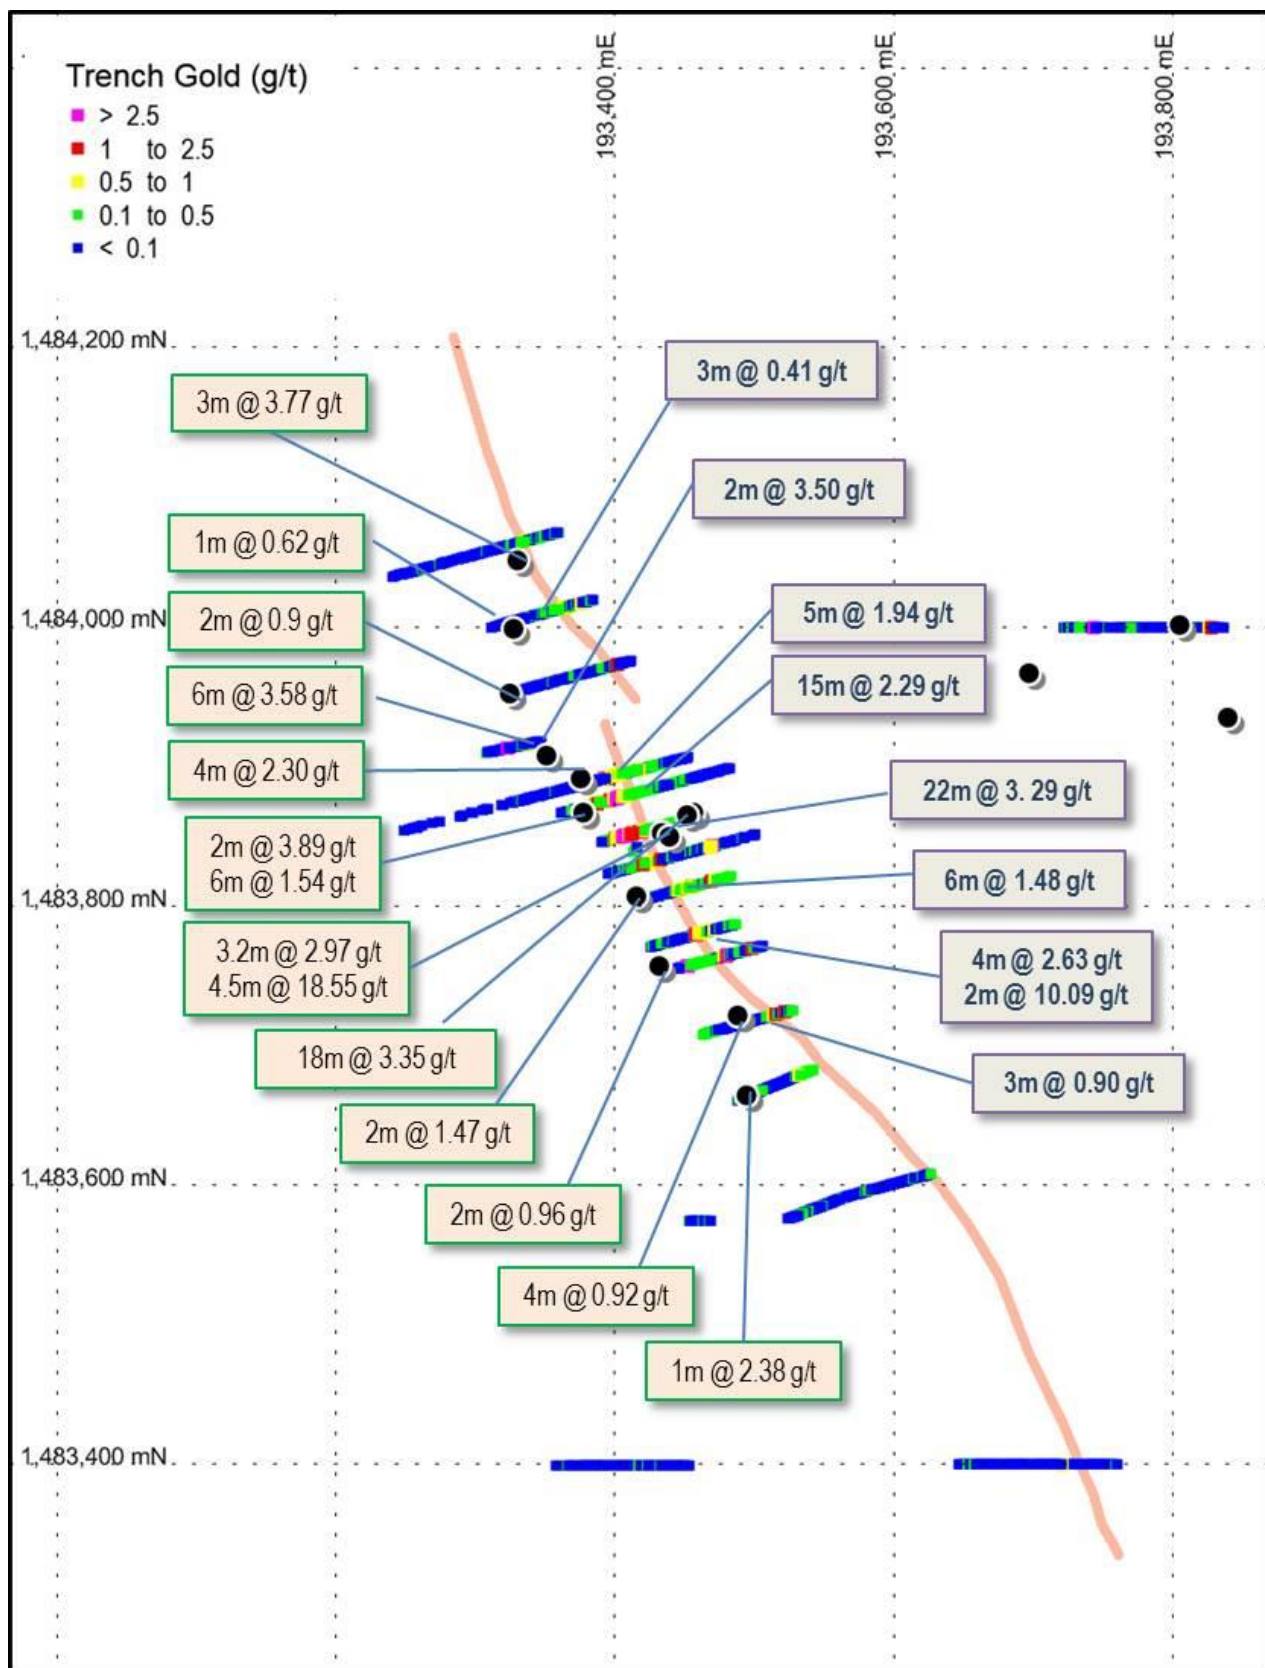 Trench Gold (g/t)
> 2.5
1 to 2.5
0.5 to 1
0.1 to 0.5
< 0.1
193,400 mE
193,600 mE
193,800 mE
1,484,200 mN
1,484,000 mN
1,483,800 mN
1,483,600 mN
1,483,400 mN
3m @ 3.77 g/t
1m @ 0.62 g/t
2m @ 0.9 g/t
6m @ 3.58 g/t
4m @ 2.30 g/t
2m @ 3.89 g/t
6m @ 1.54 g/t
3.2m @ 2.97 g/t
4.5m @ 18.55 g/t
18m @ 3.35 g/t
2m @ 1.47 g/t
2m @ 0.96 g/t
4m @ 0.92 g/t
1m @ 2.38 g/t
3m @ 0.41 g/t
2m @ 3.50 g/t
5m @ 1.94 g/t
15m @ 2.29 g/t
22m @ 3. 29 g/t
6m @ 1.48 g/t
4m @ 2.63 g/t
2m @ 10.09 g/t
3m @ 0.90 g/t